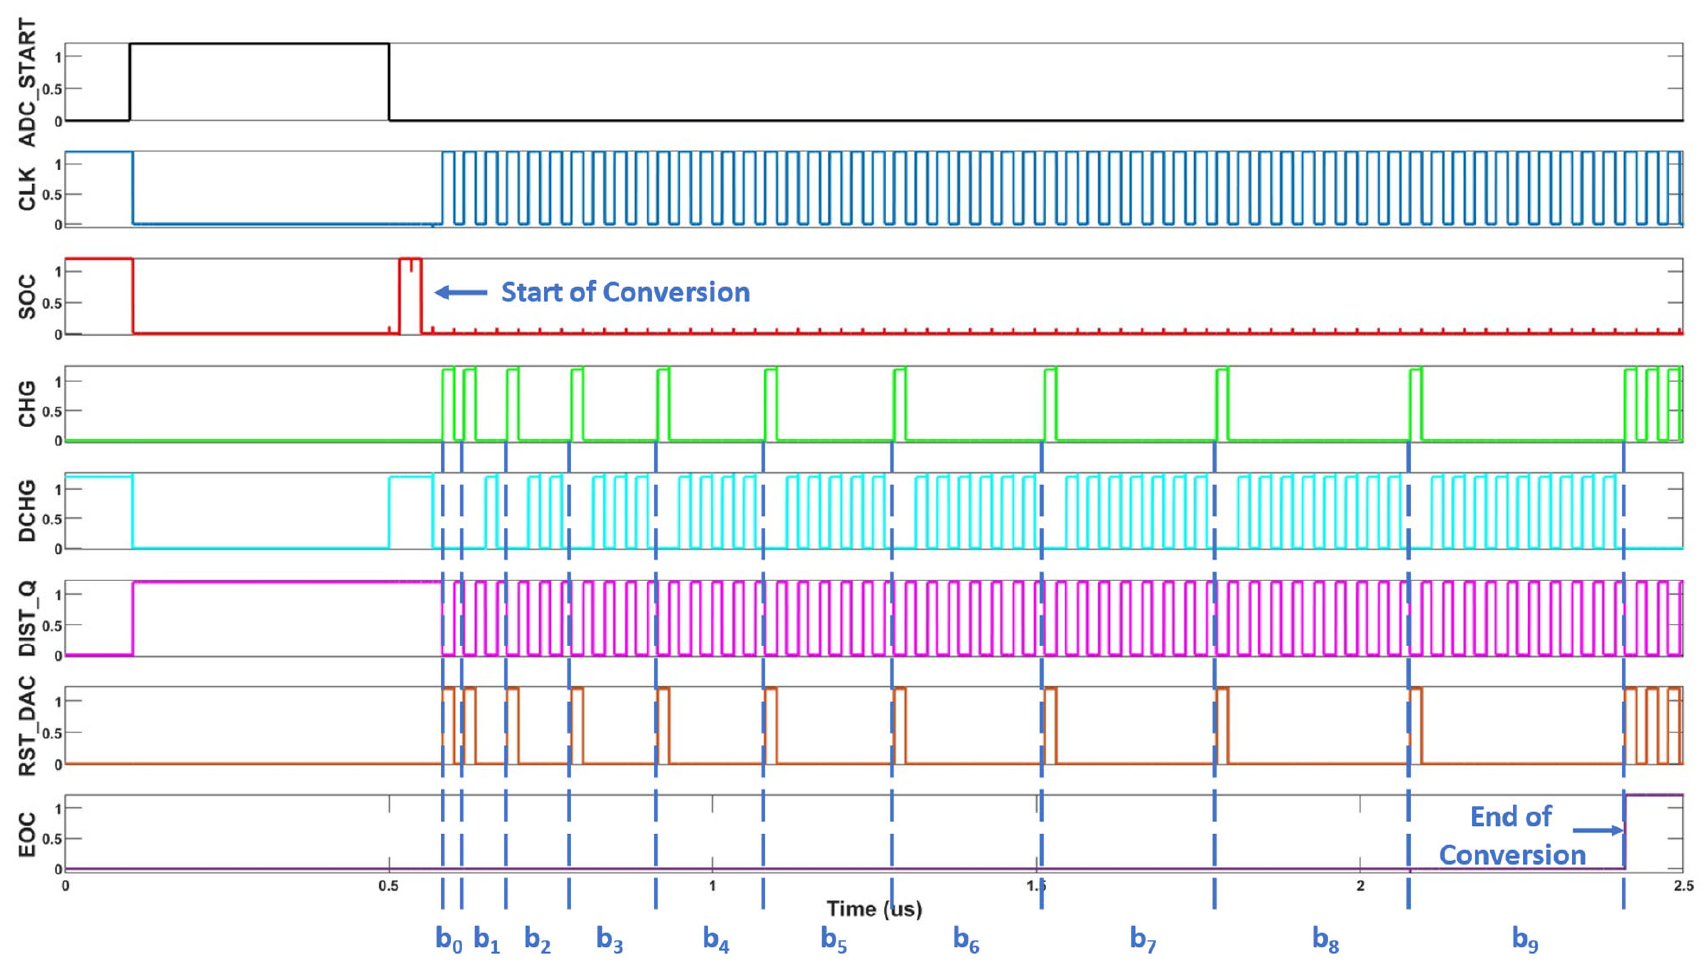 ADC_START
1
0.5
0
CLK
1
0.5
0
SOC
1
0.5
0
Start of Conversion
CHG
1
0.5
0
DCHG
1
0.5
0
DIST_Q
1
0.5
0
RST_DAC
1
0.5
0
EOC
1
0.5
0
End of
Conversion
0 0.5 1 1.5 2 2.5
Time (us)
b0 b1 b2 b3 b4 b5 b6 b7 b8 b9